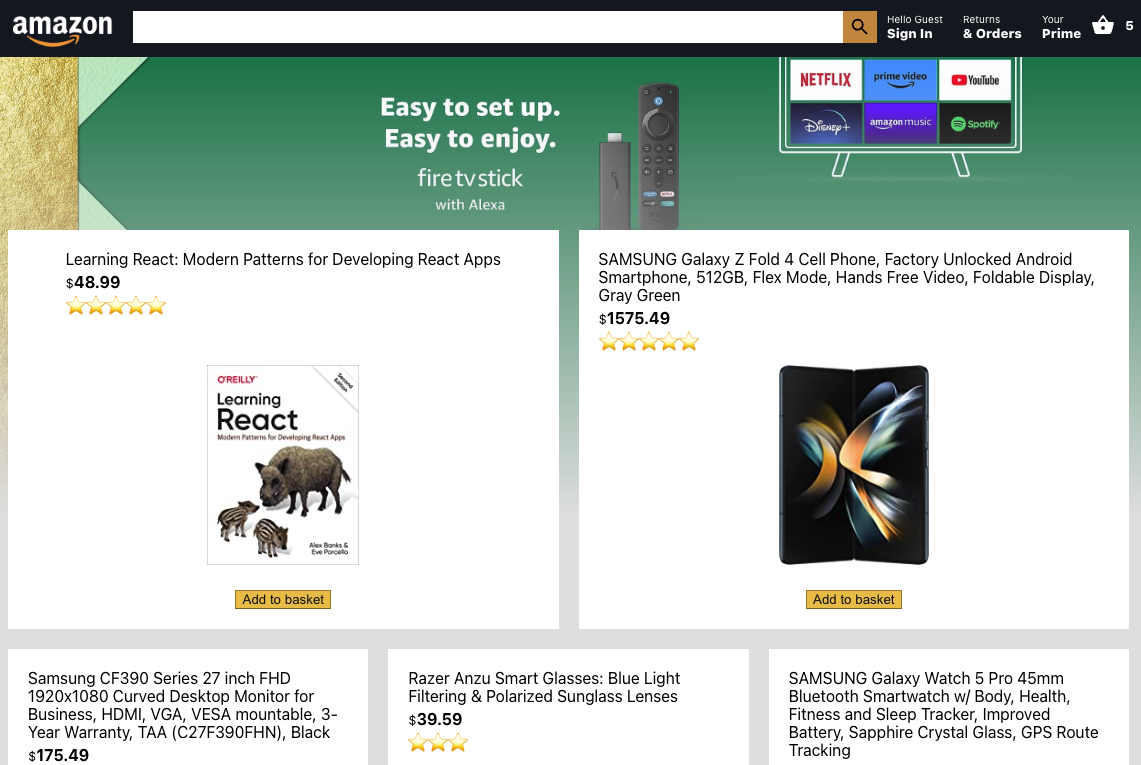 amazon
Hello Guest
Sign In
Returns
& Orders
Your
Prime
5
Easy to set up.
Easy to enjoy.
fire tv stick
with Alexa
NETFLIX
prime video
YouTube
Disney+
amazon music
Spotify
Learning React: Modern Patterns for Developing React Apps
$48.99
O'REILLY
Second
Edition
Learning
React
Modern Patterns for Developing React Apps
Alex Banks &
Eve Porcello
Add to basket
SAMSUNG Galaxy Z Fold 4 Cell Phone, Factory Unlocked Android
Smartphone, 512GB, Flex Mode, Hands Free Video, Foldable Display,
Gray Green
$1575.49
Add to basket
Samsung CF390 Series 27 inch FHD
1920x1080 Curved Desktop Monitor for
Business, HDMI, VGA, VESA mountable, 3-
Year Warranty, TAA (C27F390FHN), Black
$175.49
Razer Anzu Smart Glasses: Blue Light
Filtering & Polarized Sunglass Lenses
$39.59
SAMSUNG Galaxy Watch 5 Pro 45mm
Bluetooth Smartwatch w/ Body, Health,
Fitness and Sleep Tracker, Improved
Battery, Sapphire Crystal Glass, GPS Route
Tracking